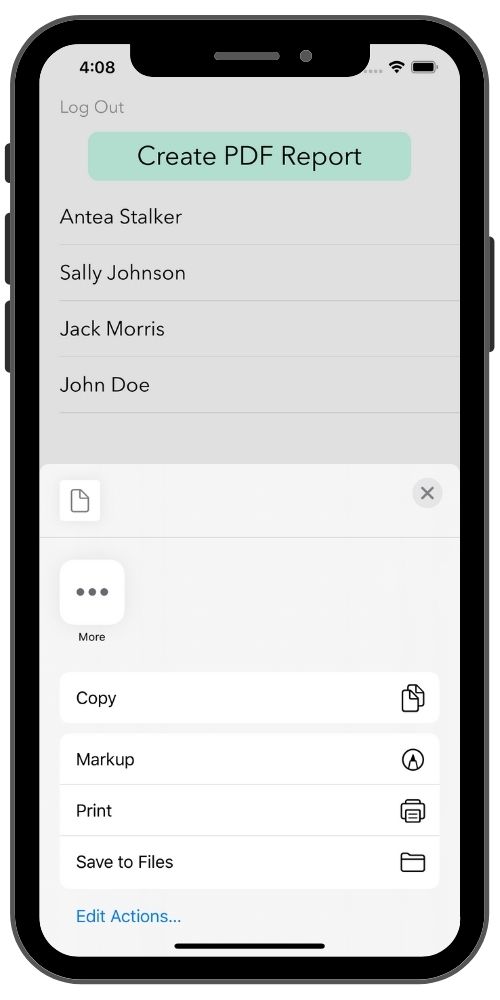 4:08
Log Out
Create PDF Report
Antea Stalker
Sally Johnson
Jack Morris
John Doe
More
Copy
Markup
Print
Save to Files
Edit Actions...